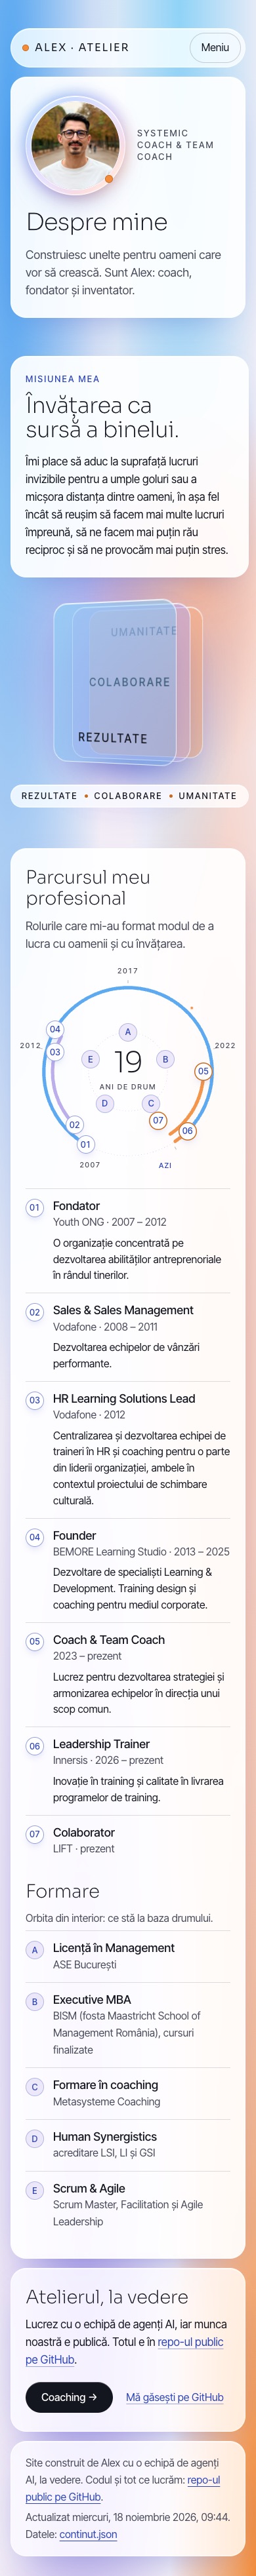 ALEX · ATELIER
Meniu
SYSTEMIC
COACH & TEAM
COACH
Despre mine
Construiesc unelte pentru oameni care
vor să crească. Sunt Alex: coach,
fondator și inventator.
MISIUNEA MEA
Învățarea ca
sursă a binelui.
Îmi place să aduc la suprafață lucruri
invizibil pentru a umple goluri sau a
micșora distanța dintre oameni, în așa fel
încât să reușim să facem mai multe lucruri
împreună, să ne facem mai puțin rău
reciproc și să ne provocăm mai puțin stres.
UMANITATE
COLABORARE
REZULTATE
REZULTATE • COLABORARE • UMANITATE
Parcursul meu
profesional
Rolurile care mi-au format modul de a
lucra cu oamenii și cu învățarea.
2017
04
A
2012
03
E
19
B
2022
05
ANI DE DRUM
D
C
02
07
06
01
2007
AZI
01 Fondator
Youth ONG · 2007 – 2012
O organizație concentrată pe
dezvoltarea abilităților antreprenoriale
în rândul tinerilor.
02 Sales & Sales Management
Vodafone · 2008 – 2011
Dezvoltarea echipelor de vânzări
performante.
03 HR Learning Solutions Lead
Vodafone · 2012
Centralizarea și dezvoltarea echipei de
traineri în HR și coaching pentru o parte
din liderii organizației, ambele în
contextul proiectului de schimbare
culturală.
04 Founder
BEMORE Learning Studio · 2013 – 2025
Dezvoltare de specialiști Learning &
Development. Training design și
coaching pentru mediul corporate.
05 Coach & Team Coach
2023 – prezent
Lucrez pentru dezvoltarea strategiei și
armonizarea echipelor în direcția unui
scop comun.
06 Leadership Trainer
Innersis · 2026 – prezent
Inovație în training și calitate în livrarea
programelor de training.
07 Colaborator
LIFT · prezent
Formare
Orbita din interior: ce stă la baza drumului.
A Licență în Management
ASE București
B Executive MBA
BISM (fosta Maastricht School of
Management România), cursuri
finalizate
C Formare în coaching
Metasysteme Coaching
D Human Synergistics
acreditare LSI, LI și GSI
E Scrum & Agile
Scrum Master, Facilitation și Agile
Leadership
Atelierul, la vedere
Lucrez cu o echipă de agenți AI, iar munca
noastră e publică. Totul e în repo-ul public
pe GitHub.
Coaching →
Mă găsești pe GitHub
Site construit de Alex cu o echipă de agenți
AI, la vedere. Codul și tot ce lucrăm: repo-ul
public pe GitHub.
Actualizat miercuri, 18 noiembrie 2026, 09:44.
Datele: continut.json